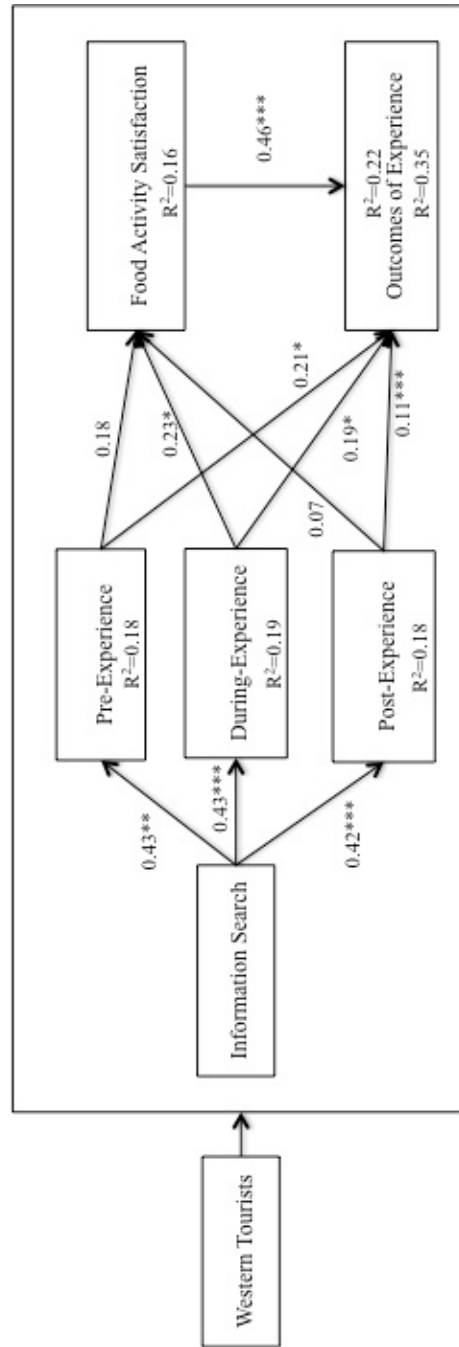 Western Tourists
Information Search
0.43**
0.43***
0.42***
Pre-Experience
R²=0.18
During-Experience
R²=0.19
Post-Experience
R²=0.18
0.18
0.23*
0.07
0.21*
0.19*
0.11***
Food Activity Satisfaction
R²=0.16
0.46***
R²=0.22
Outcomes of Experience
R²=0.35